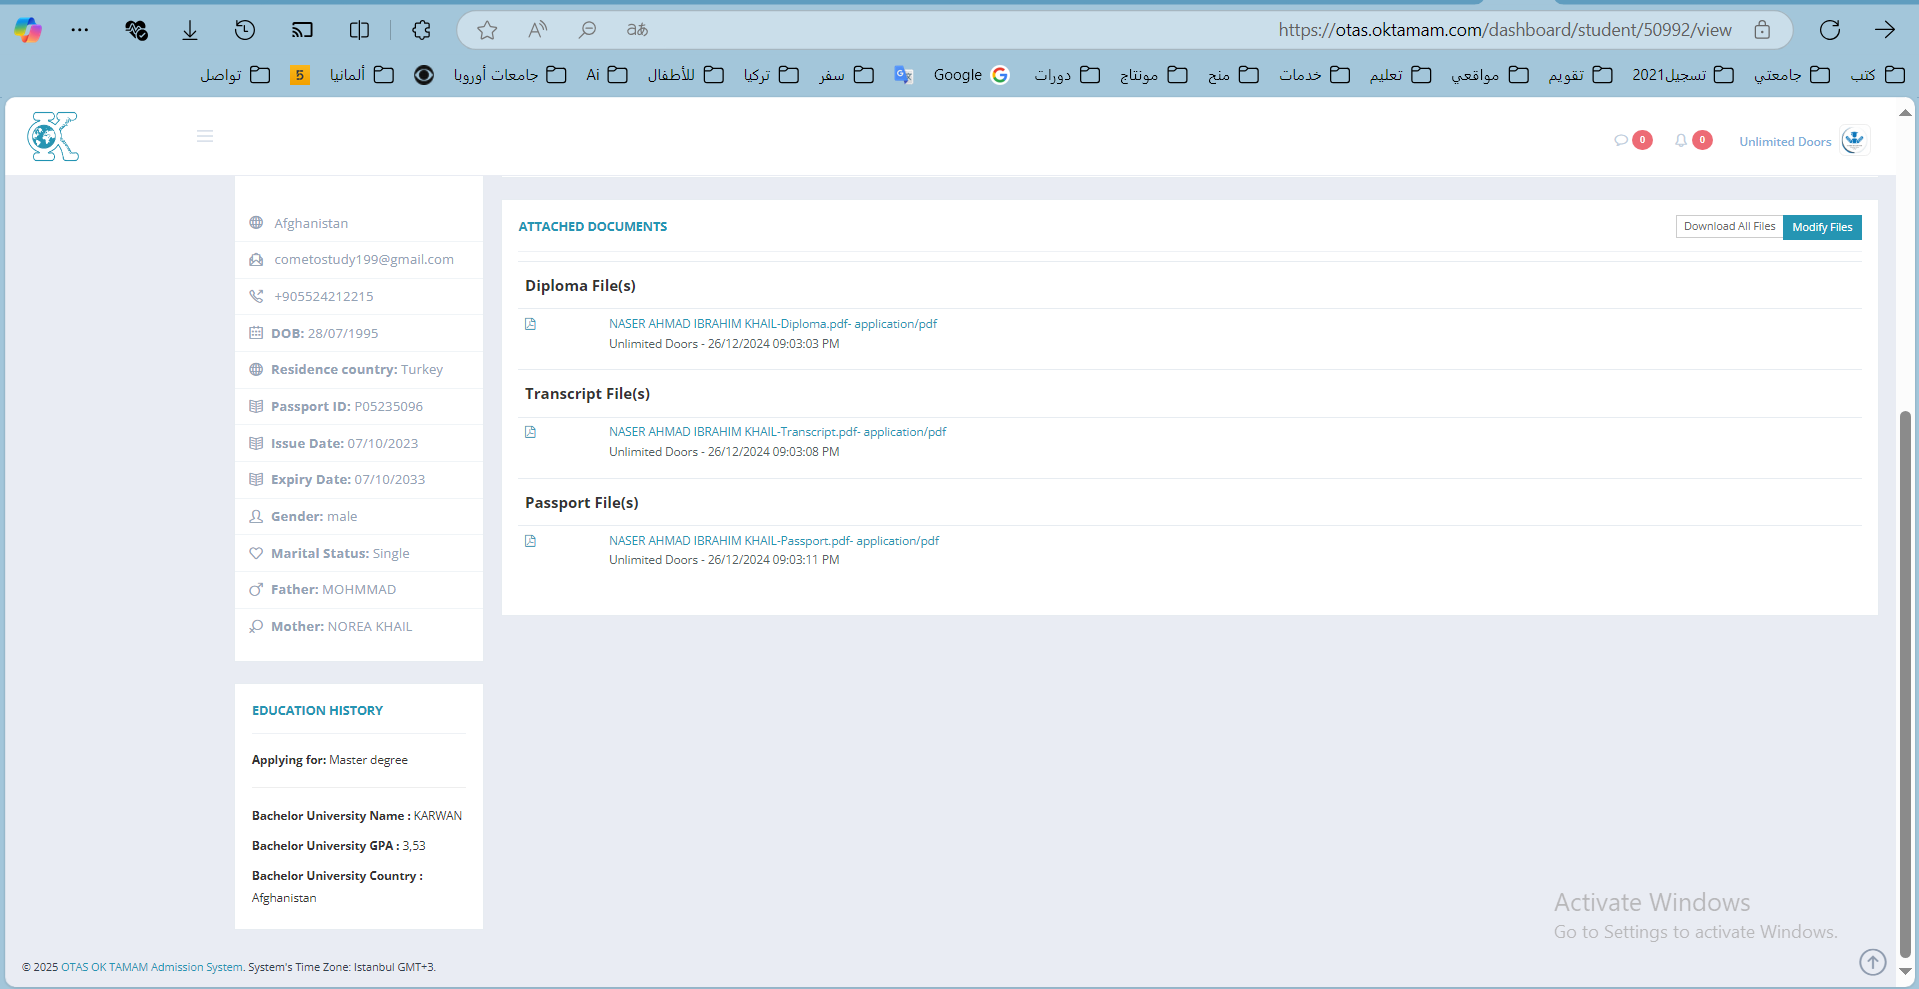 https://otas.oktamam.com/dashboard/student/50992/view
كتب
جامعتي
تسجيل2021
تقويم
مواقعي
تعليم
خدمات
منح
مونتاج
دورات
Google
سفر
تركيا
للأطفال
Ai
جامعات أوروبا
ألمانيا
5
تواصل
0
0
Unlimited Doors
Afghanistan
cometostudy199@gmail.com
+905524212215
DOB: 28/07/1995
Residence country: Turkey
Passport ID: P05235096
Issue Date: 07/10/2023
Expiry Date: 07/10/2033
Gender: male
Marital Status: Single
Father: MOHMMAD
Mother: NOREA KHAIL
EDUCATION HISTORY
Applying for: Master degree
Bachelor University Name : KARWAN
Bachelor University GPA : 3,53
Bachelor University Country :
Afghanistan
ATTACHED DOCUMENTS
Download All Files
Modify Files
Diploma File(s)
NASER AHMAD IBRAHIM KHAIL-Diploma.pdf- application/pdf
Unlimited Doors - 26/12/2024 09:03:03 PM
Transcript File(s)
NASER AHMAD IBRAHIM KHAIL-Transcript.pdf- application/pdf
Unlimited Doors - 26/12/2024 09:03:08 PM
Passport File(s)
NASER AHMAD IBRAHIM KHAIL-Passport.pdf- application/pdf
Unlimited Doors - 26/12/2024 09:03:11 PM
Activate Windows
Go to Settings to activate Windows.
© 2025 OTAS OK TAMAM Admission System. System's Time Zone: Istanbul GMT+3.